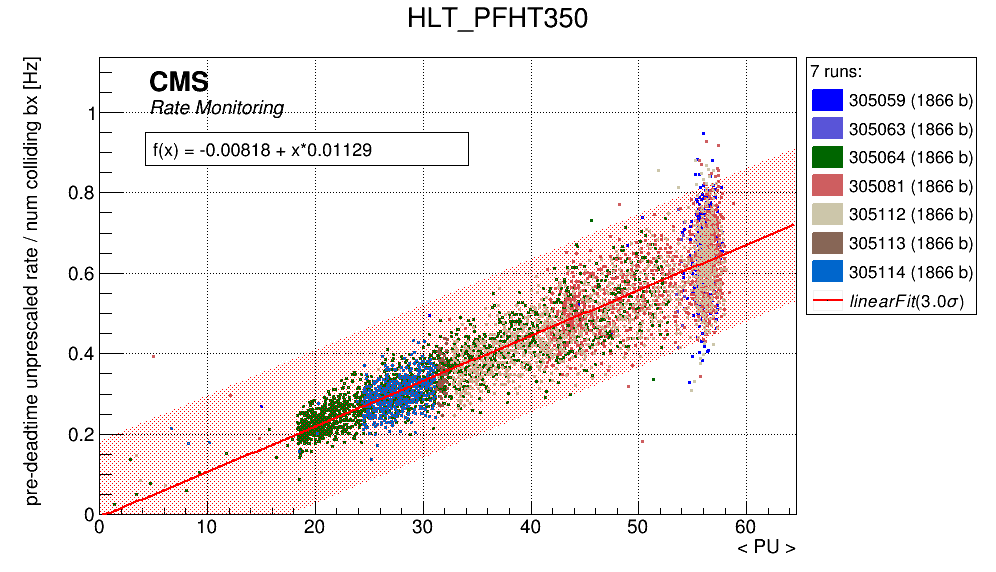 HLT_PFHT350
pre-deadtime unprescaled rate / num colliding bx [Hz]
CMS
Rate Monitoring
f(x) = -0.00818 + x*0.01129
1
0.8
0.6
0.4
0.2
0
0 10 20 30 40 50 60
< PU >
7 runs:
305059 (1866 b)
305063 (1866 b)
305064 (1866 b)
305081 (1866 b)
305112 (1866 b)
305113 (1866 b)
305114 (1866 b)
linearFit(3.0σ)